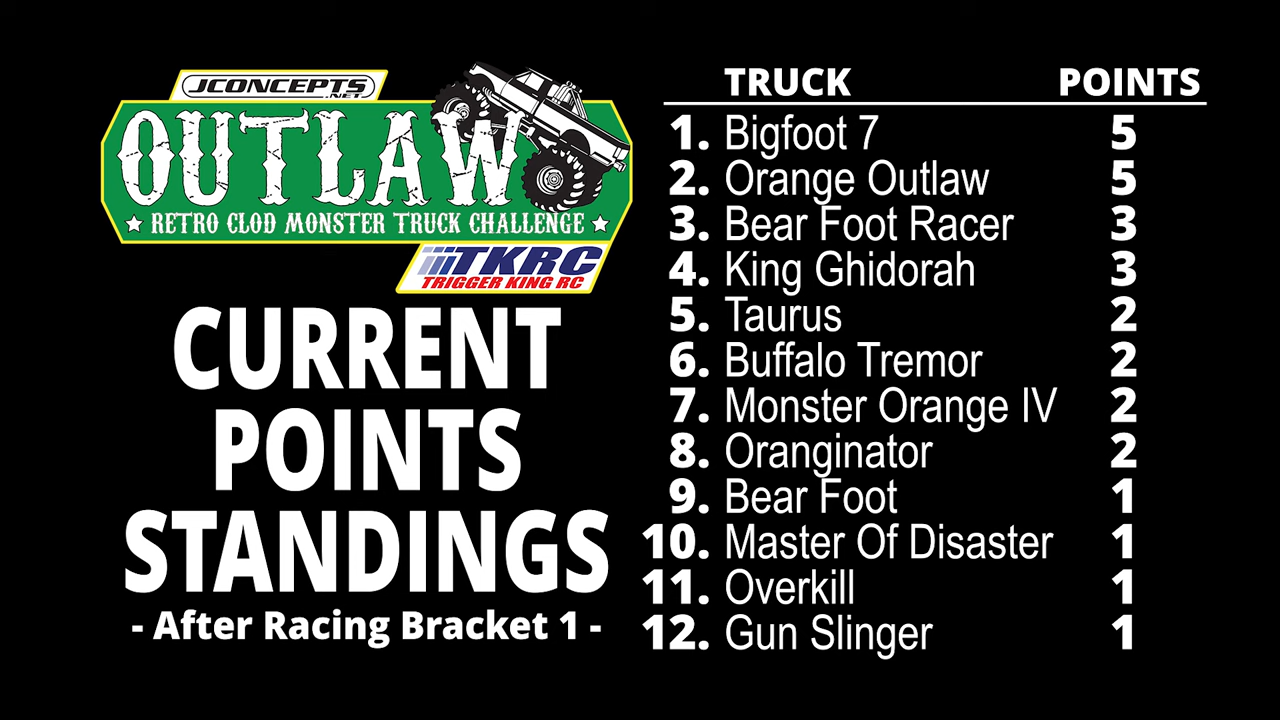 JCONCEPTS
.NET
OUTLAW
RETRO CLOD MONSTER TRUCK CHALLENGE
TKRC
TRIGGER KING RC
CURRENT
POINTS
STANDINGS
- After Racing Bracket 1 -
TRUCK POINTS
1. Bigfoot 7 5
2. Orange Outlaw 5
3. Bear Foot Racer 3
4. King Ghidorah 3
5. Taurus 2
6. Buffalo Tremor 2
7. Monster Orange IV 2
8. Oranginator 2
9. Bear Foot 1
10. Master Of Disaster 1
11. Overkill 1
12. Gun Slinger 1